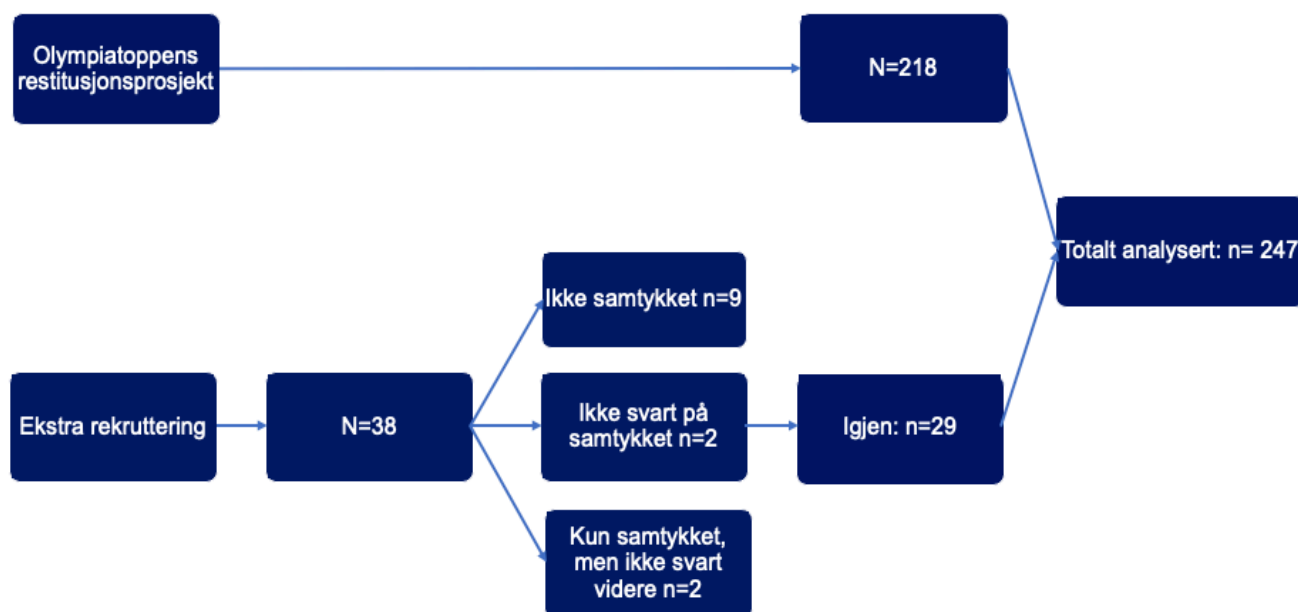 Olympiatoppens
restitusjonsprosjekt
N=218
Totalt analysert: n= 247
Ikke samtykket n=9
Ekstra rekruttering
N=38
Ikke svart på
samtykket n=2
Igjen: n=29
Kun samtykket,
men ikke svart
videre n=2